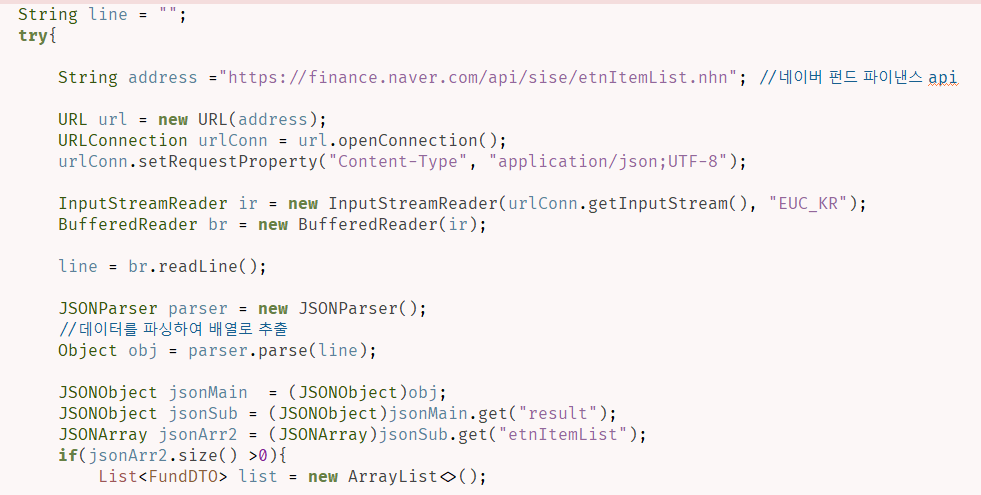 String line = "";
try{
String address ="https://finance.naver.com/api/sise/etnItemList.nhn"; //네이버 펀드 파이낸스 api
URL url = new URL(address);
URLConnection urlConn = url.openConnection();
urlConn.setRequestProperty("Content-Type", "application/json;UTF-8");
InputStreamReader ir = new InputStreamReader(urlConn.getInputStream(), "EUC_KR");
BufferedReader br = new BufferedReader(ir);
line = br.readLine();
JSONParser parser = new JSONParser();
//데이터를 파싱하여 배열로 추출
Object obj = parser.parse(line);
JSONObject jsonMain  = (JSONObject)obj;
JSONObject jsonSub = (JSONObject)jsonMain.get("result");
JSONArray jsonArr2 = (JSONArray)jsonSub.get("etnItemList");
if(jsonArr2.size() >0){
List<FundDTO> list = new ArrayList<>();